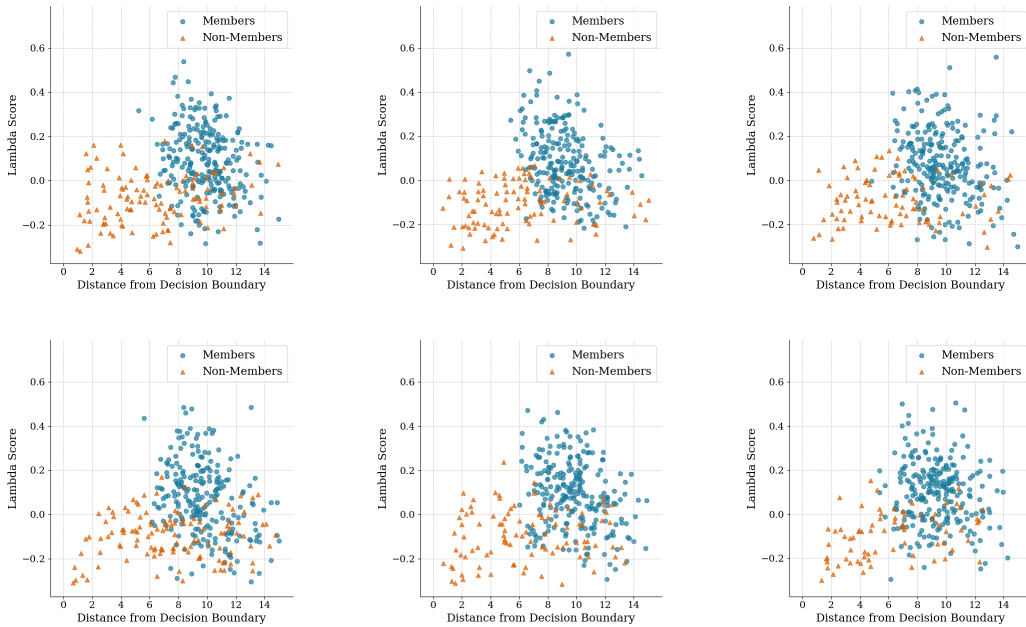 Members
Non-Members
0.6
0.4
0.2
0.0
−0.2
Lambda Score
0 2 4 6 8 10 12 14
Distance from Decision Boundary
Members
Non-Members
0.6
0.4
0.2
0.0
−0.2
Lambda Score
0 2 4 6 8 10 12 14
Distance from Decision Boundary
Members
Non-Members
0.6
0.4
0.2
0.0
−0.2
Lambda Score
0 2 4 6 8 10 12 14
Distance from Decision Boundary
Members
Non-Members
0.6
0.4
0.2
0.0
−0.2
Lambda Score
0 2 4 6 8 10 12 14
Distance from Decision Boundary
Members
Non-Members
0.6
0.4
0.2
0.0
−0.2
Lambda Score
0 2 4 6 8 10 12 14
Distance from Decision Boundary
Members
Non-Members
0.6
0.4
0.2
0.0
−0.2
Lambda Score
0 2 4 6 8 10 12 14
Distance from Decision Boundary